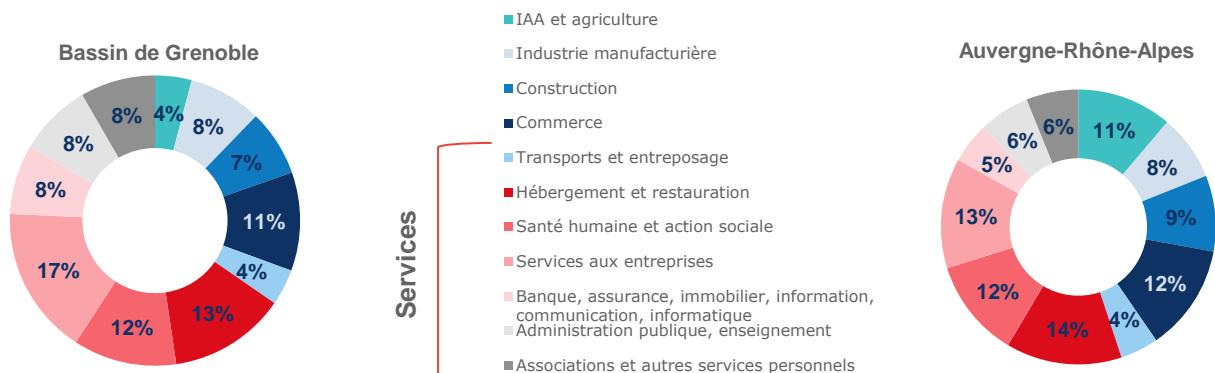 Bassin de Grenoble
4%
8%
7%
11%
4%
13%
12%
17%
8%
8%
8%
Services
IAA et agriculture
Industrie manufacturière
Construction
Commerce
Transports et entreposage
Hébergement et restauration
Santé humaine et action sociale
Services aux entreprises
Banque, assurance, immobilier, information,
communication, informatique
Administration publique, enseignement
Associations et autres services personnels
Auvergne-Rhône-Alpes
11%
8%
9%
12%
4%
14%
12%
13%
5%
6%
6%